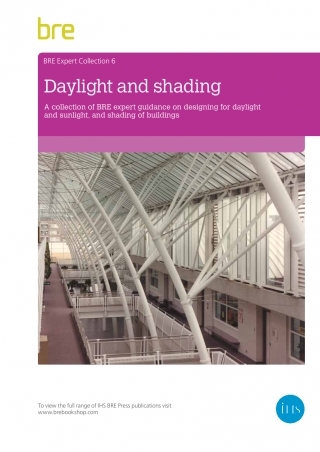 bre
BRE Expert Collection 6
Daylight and shading
A collection of BRE expert guidance on designing for daylight
and sunlight, and shading of buildings
To view the full range of IHS BRE Press publications visit
www.brebookshop.com
ihs